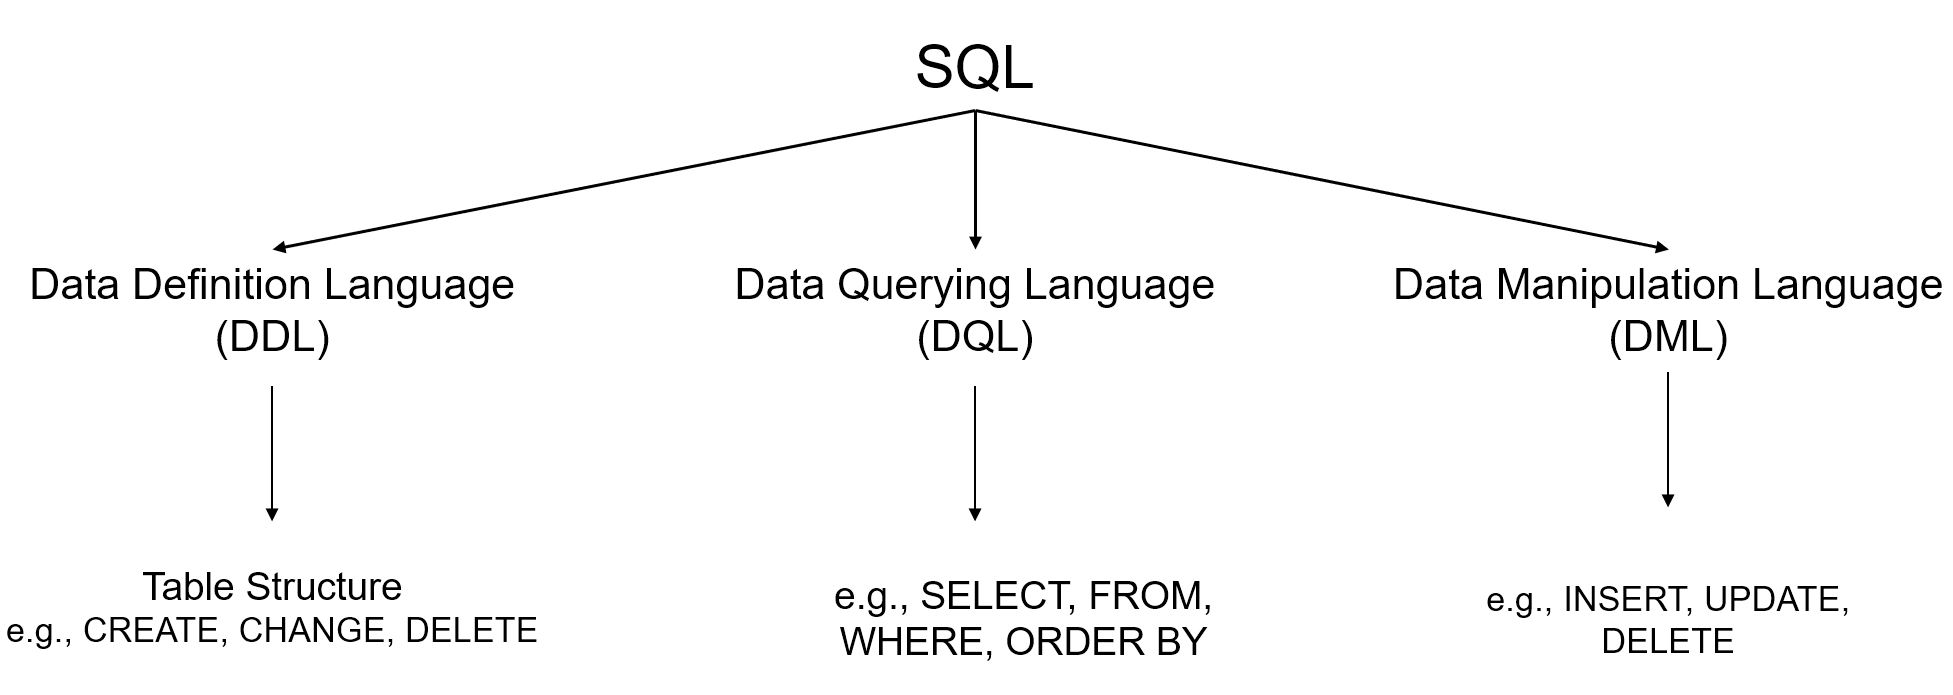 SQL
Data Definition Language
(DDL)
Data Querying Language
(DQL)
Data Manipulation Language
(DML)
Table Structure
e.g., CREATE, CHANGE, DELETE
e.g., SELECT, FROM,
WHERE, ORDER BY
e.g., INSERT, UPDATE,
DELETE